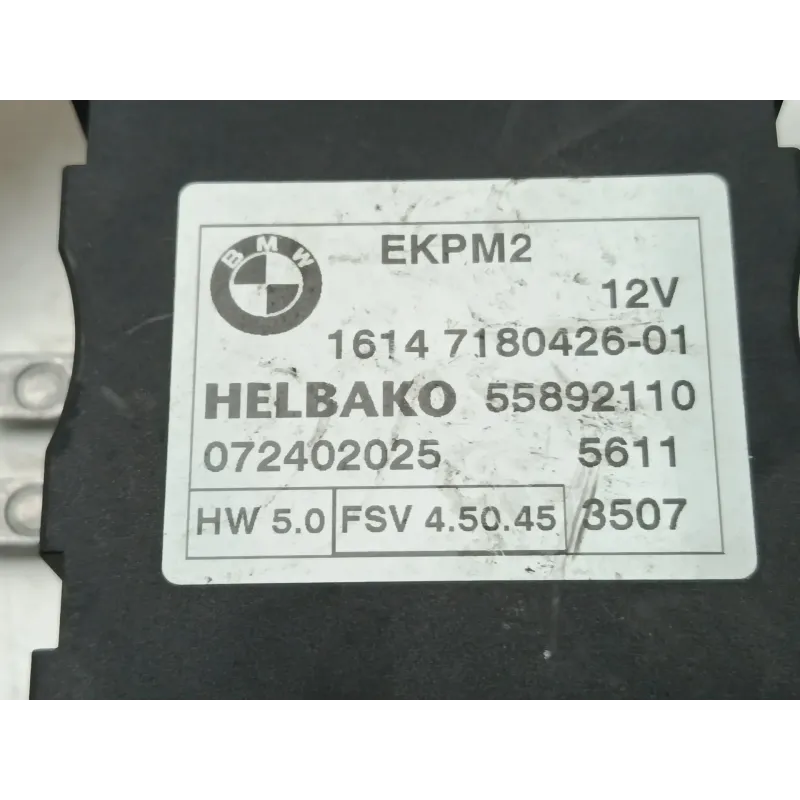 BMW
EKPM2
12V
1614 7180426-01
HELBAKO 55892110
072402025 5611
HW 5.0 FSV 4.50.45 3507